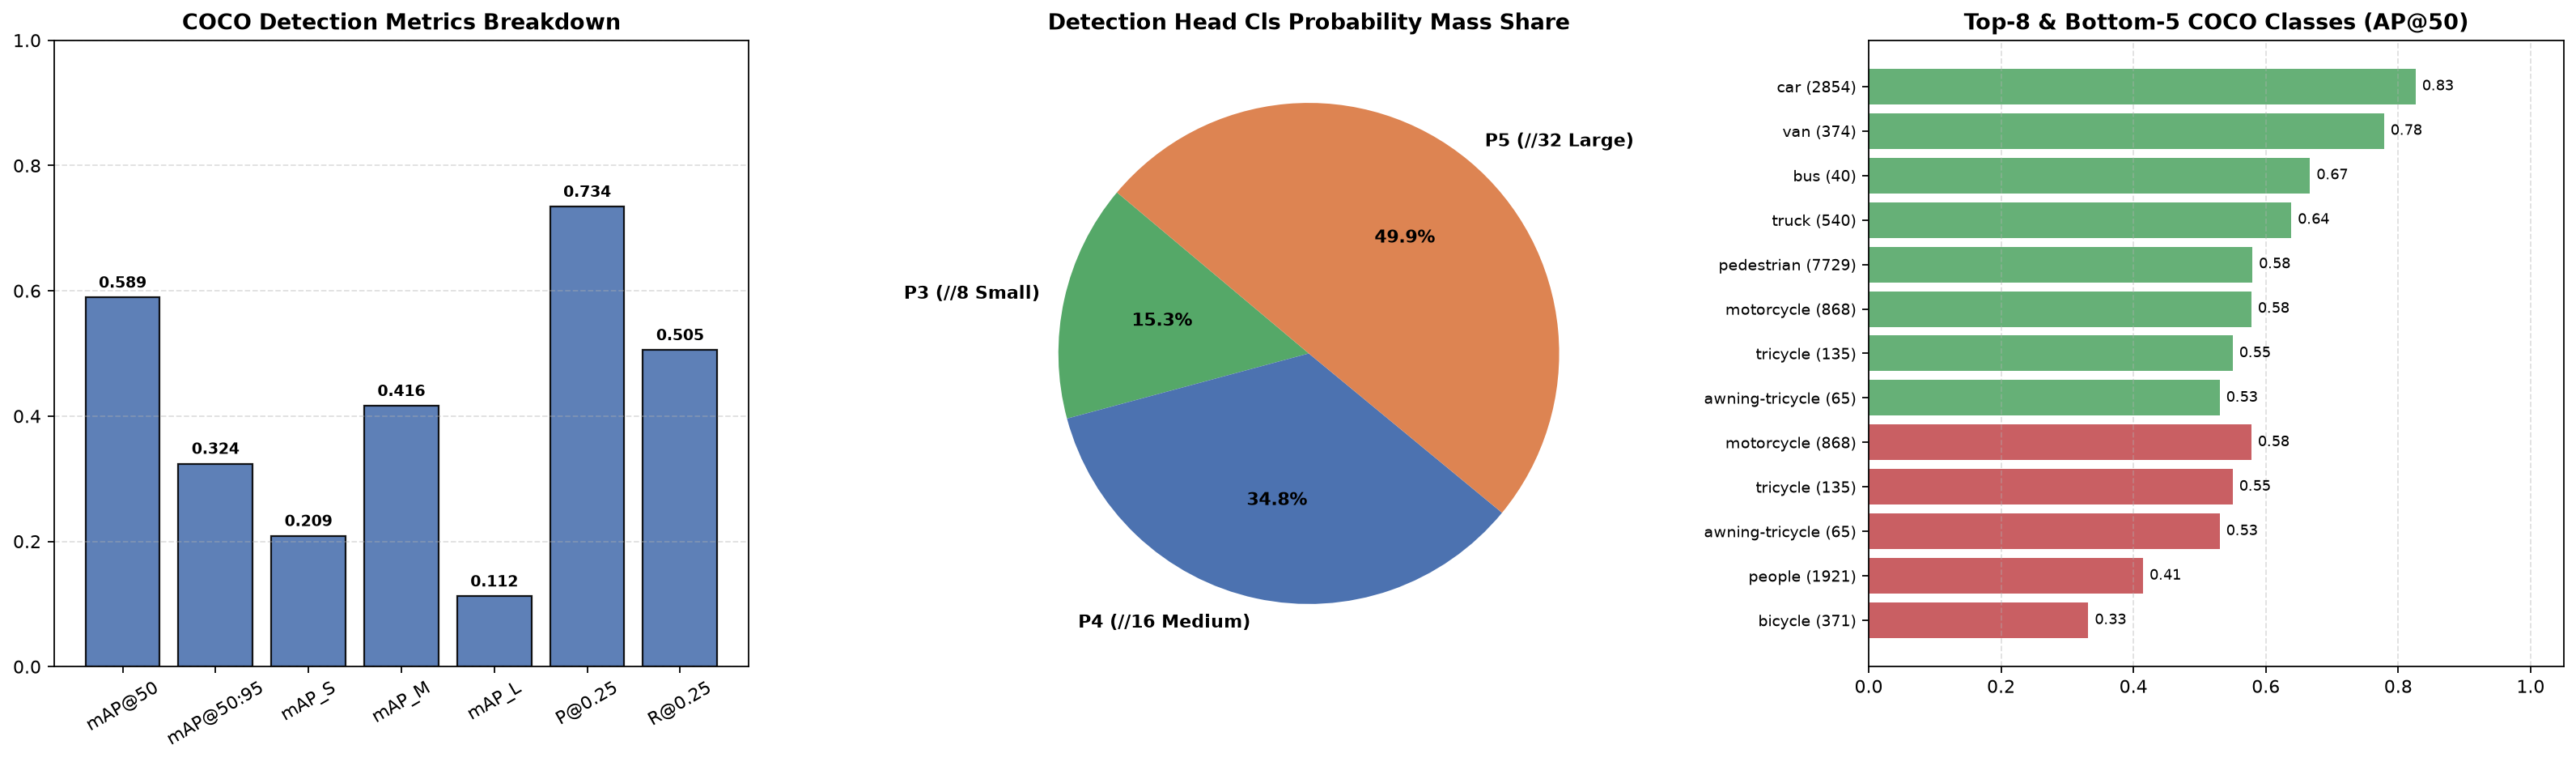 COCO Detection Metrics Breakdown
1.0
0.8
0.6
0.4
0.2
0.0
0.589
0.324
0.209
0.416
0.112
0.734
0.505
mAP@50
mAP@50:95
mAP_S
mAP_M
mAP_L
P@0.25
R@0.25
Detection Head Cls Probability Mass Share
P5 (//32 Large)
49.9%
P3 (//8 Small)
15.3%
34.8%
P4 (//16 Medium)
Top-8 & Bottom-5 COCO Classes (AP@50)
car (2854) 0.83
van (374) 0.78
bus (40) 0.67
truck (540) 0.64
pedestrian (7729) 0.58
motorcycle (868) 0.58
tricycle (135) 0.55
awning-tricycle (65) 0.53
motorcycle (868) 0.58
tricycle (135) 0.55
awning-tricycle (65) 0.53
people (1921) 0.41
bicycle (371) 0.33
0.0 0.2 0.4 0.6 0.8 1.0